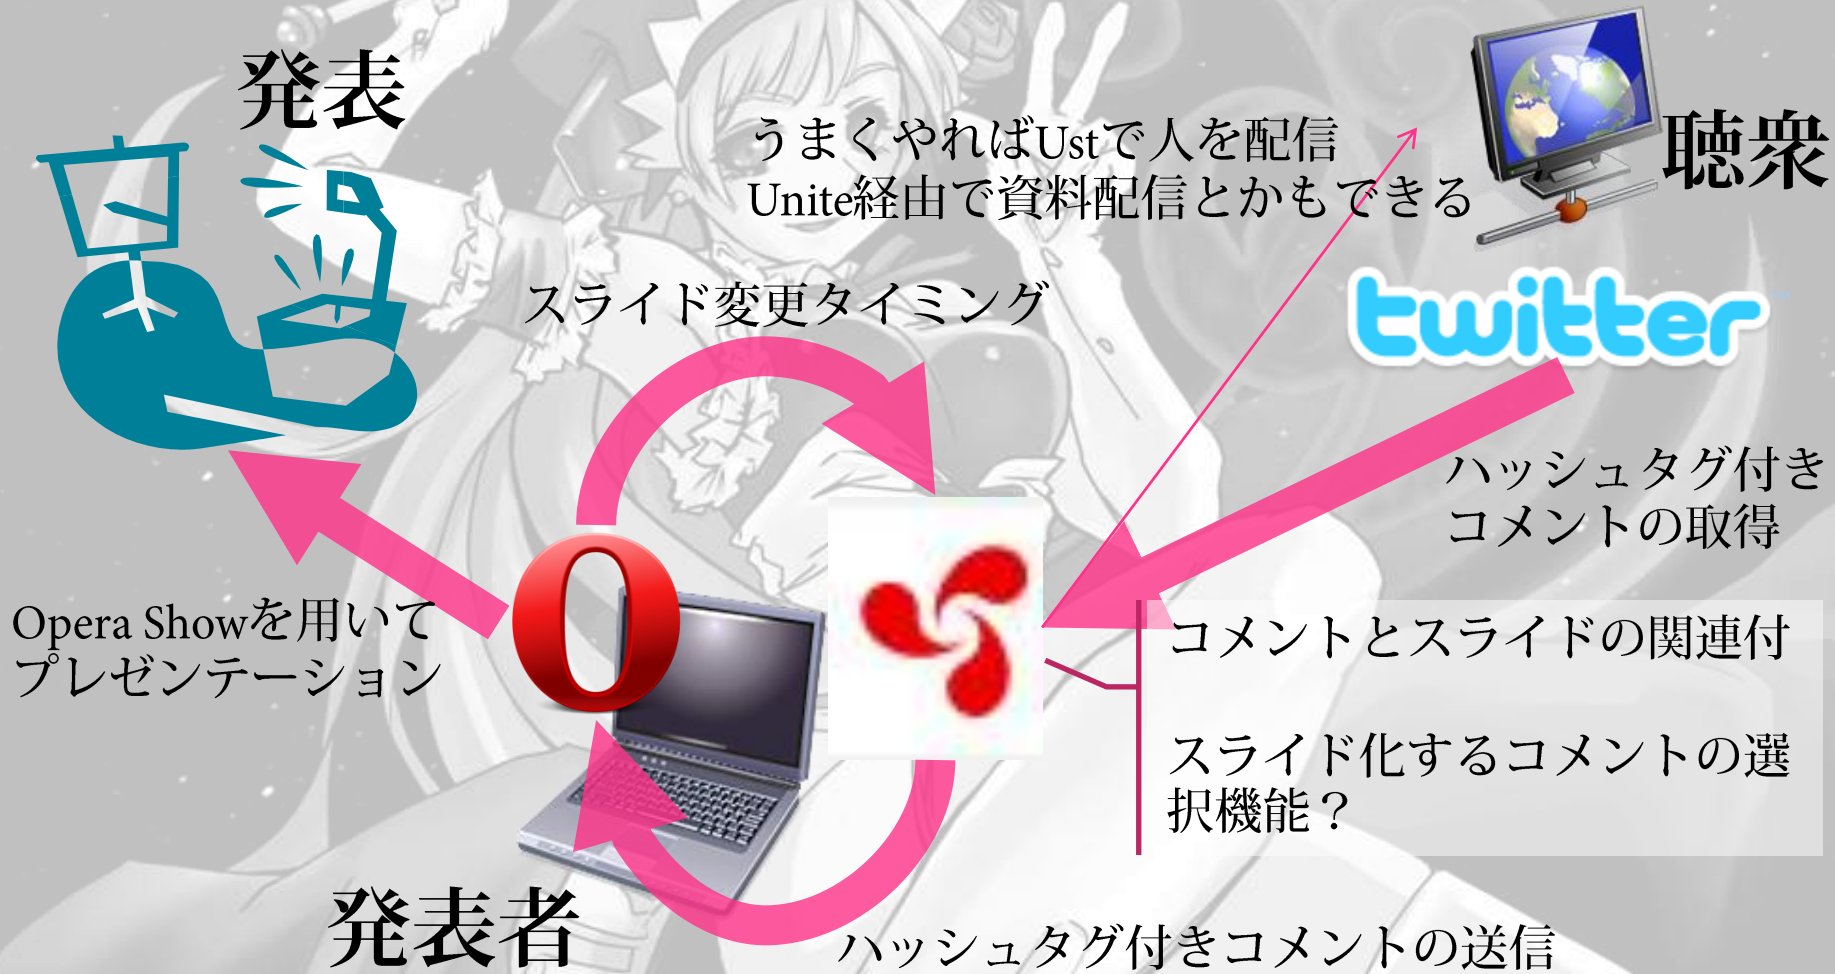 発表
うまくやればUstで人を配信
Unite経由で資料配信とかもできる
聴衆
twitter
スライド変更タイミング
ハッシュタグ付き
コメントの取得
Opera Showを用いて
プレゼンテーション
コメントとスライドの関連付
スライド化するコメントの選
択機能？
発表者
ハッシュタグ付きコメントの送信